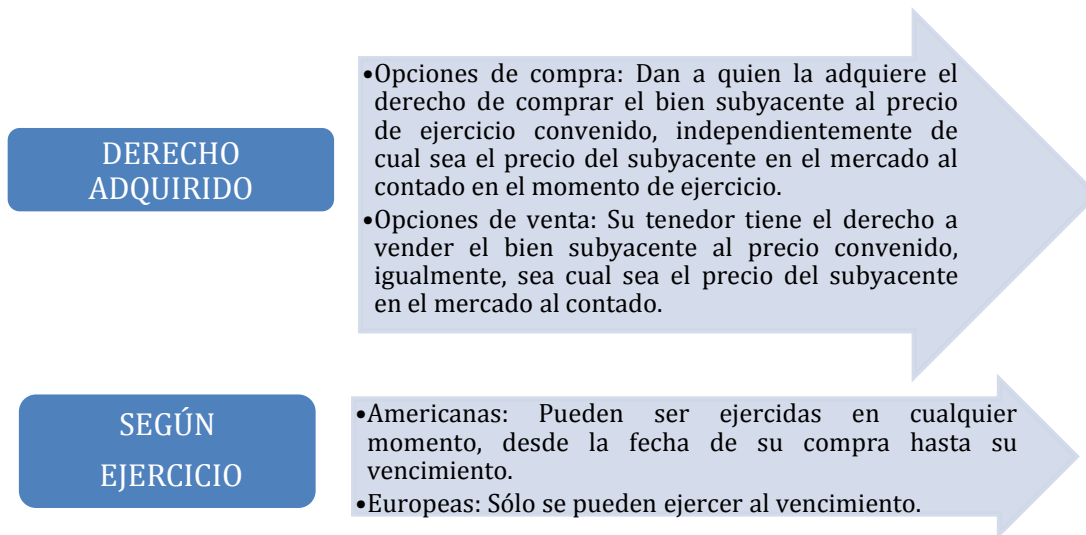 DERECHO
ADQUIRIDO
•Opciones de compra: Dan a quien la adquiere el
derecho de comprar el bien subyacente al precio
de ejercicio convenido, independientemente de
cual sea el precio del subyacente en el mercado al
contado en el momento de ejercicio.
•Opciones de venta: Su tenedor tiene el derecho a
vender el bien subyacente al precio convenido,
igualmente, sea cual sea el precio del subyacente
en el mercado al contado.
SEGÚN
EJERCICIO
•Americanas: Pueden ser ejercidas en cualquier
momento, desde la fecha de su compra hasta su
vencimiento.
•Europeas: Sólo se pueden ejercer al vencimiento.